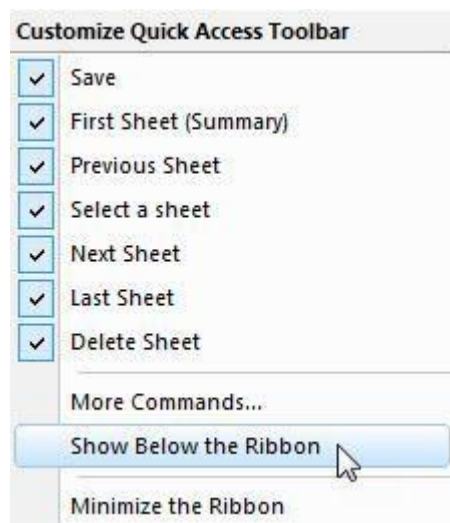 Customize Quick Access Toolbar
Save
First Sheet (Summary)
Previous Sheet
Select a sheet
Next Sheet
Last Sheet
Delete Sheet
More Commands...
Show Below the Ribbon
Minimize the Ribbon